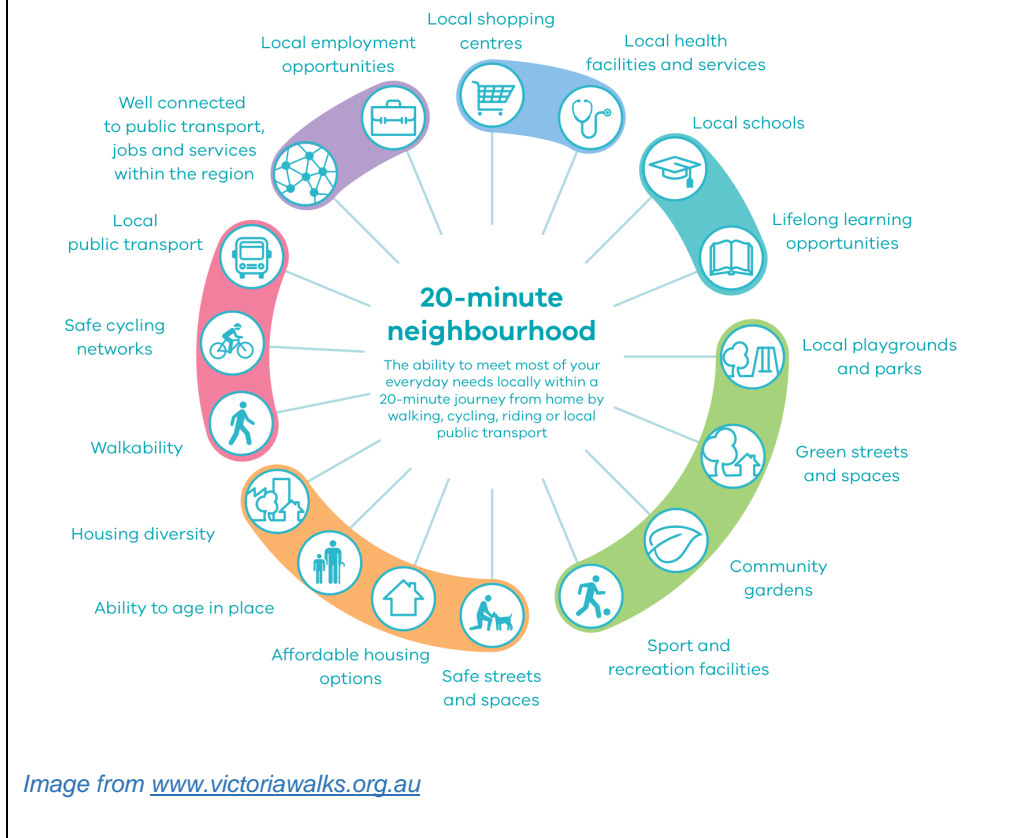 Local shopping
centres
Local health
facilities and services
Local schools
Lifelong learning
opportunities
Local playgrounds
and parks
Green streets
and spaces
Community
gardens
Sport and
recreation facilities
Safe streets
and spaces
Affordable housing
options
Ability to age in place
Housing diversity
Walkability
Safe cycling
networks
Local
public transport
Well connected
to public transport,
jobs and services
within the region
Local employment
opportunities
20-minute
neighbourhood
The ability to meet most of your
everyday needs locally within a
20-minute journey from home by
walking, cycling, riding or local
public transport
Image from www.victoriawalks.org.au